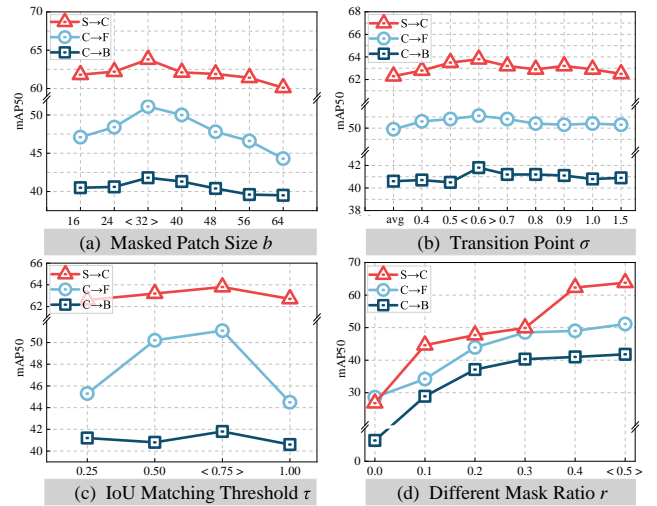 70
65
60
50
45
40
mAP50
S→C
C→F
C→B
16 24 < 32 > 40 48 56 64
(a) Masked Patch Size b
68
66
64
62
50
42
40
38
mAP50
S→C
C→F
C→B
avg 0.4 0.5 < 0.6 > 0.7 0.8 0.9 1.0 1.5
(b) Transition Point σ
66
64
62
50
48
46
44
42
40
mAP50
S→C
C→F
C→B
0.25 0.50 < 0.75 > 1.00
(c) IoU Matching Threshold τ
70
60
50
40
30
0
mAP50
S→C
C→F
C→B
0.0 0.1 0.2 0.3 0.4 < 0.5 >
(d) Different Mask Ratio r